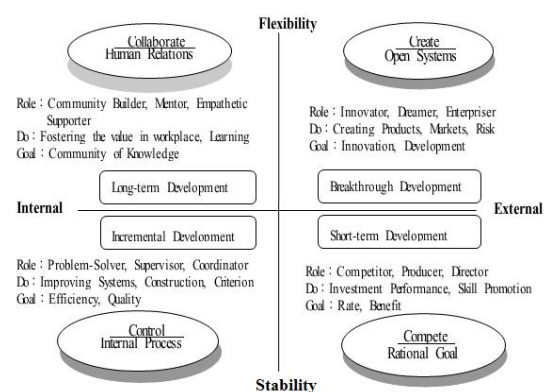 Flexibility
Collaborate
Human Relations
Create
Open Systems
Role：Community Builder, Mentor, Empathetic
Supporter
Do：Fostering the value in workplace, Learning
Goal：Community of Knowledge
Role：Innovator, Dreamer, Enterpriser
Do：Creating Products, Markets, Risk
Goal：Innovation, Development
Long-term Development
Breakthrough Development
Internal
External
Incremental Development
Short-term Development
Role：Problem-Solver, Supervisor, Coordinator
Do：Improving Systems, Construction, Criterion
Goal：Efficiency, Quality
Role：Competitor, Producer, Director
Do：Investment Performance, Skill Promotion
Goal：Rate, Benefit
Control
Internal Process
Compete
Rational Goal
Stability